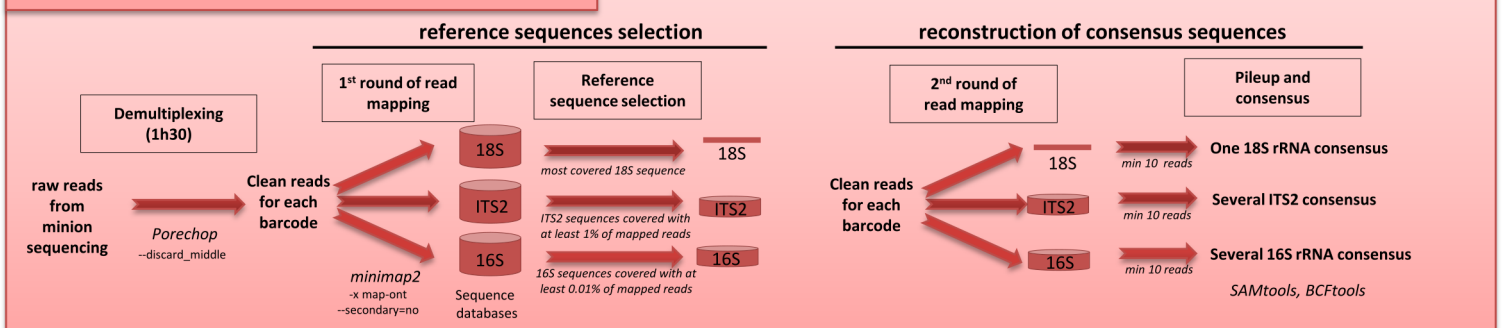 reference sequences selection
reconstruction of consensus sequences
1st round of read
mapping
Reference
sequence selection
2nd round of
read mapping
Pileup and
consensus
Demultiplexing
(1h30)
raw reads
from
minion
sequencing
Porechop
--discard_middle
Clean reads
for each
barcode
minimap2
-x map-ont
--secondary=no
18S
ITS2
16S
Sequence
databases
most covered 18S sequence
ITS2 sequences covered with
at least 1% of mapped reads
16S sequences covered with at
least 0.01% of mapped reads
18S
ITS2
16S
Clean reads
for each
barcode
18S
ITS2
16S
min 10 reads
min 10 reads
min 10 reads
One 18S rRNA consensus
Several ITS2 consensus
Several 16S rRNA consensus
SAMtools, BCFtools